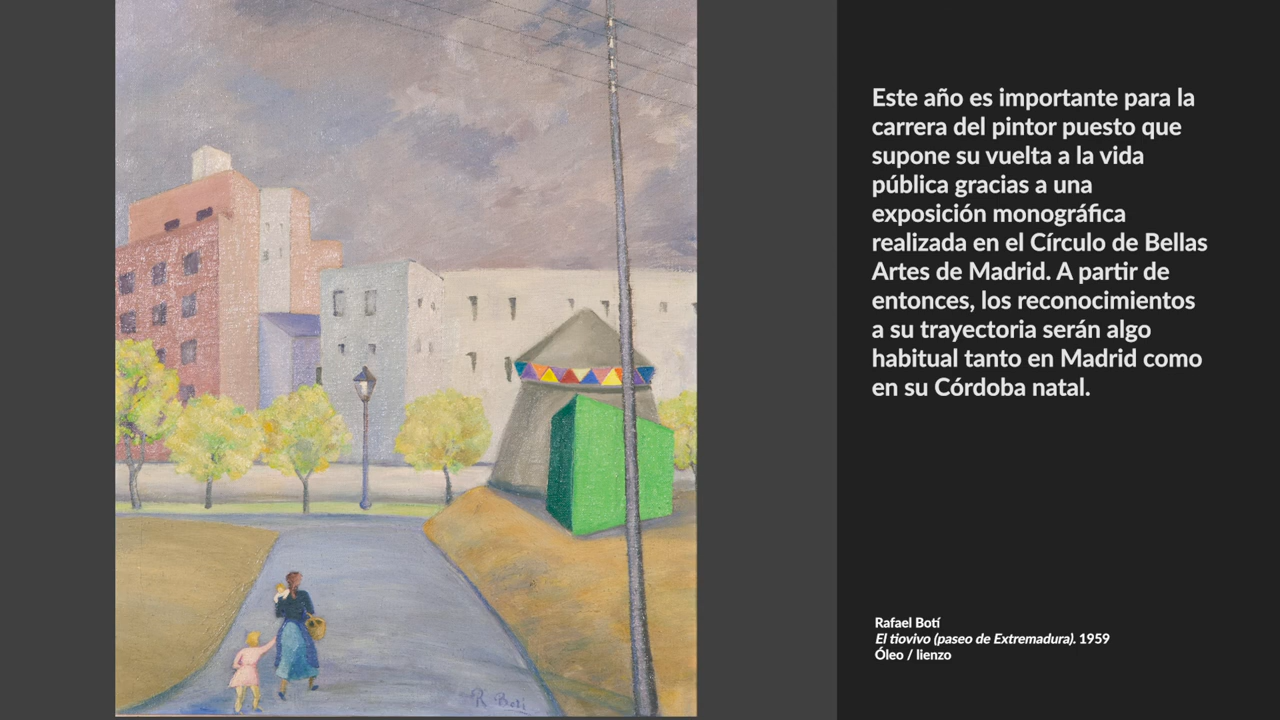 Este año es importante para la
carrera del pintor puesto que
supone su vuelta a la vida
pública gracias a una
exposición monográfica
realizada en el Círculo de Bellas
Artes de Madrid. A partir de
entonces, los reconocimientos
a su trayectoria serán algo
habitual tanto en Madrid como
en su Córdoba natal.
R Botí
Rafael Botí
El tiovivo (paseo de Extremadura). 1959
Óleo / lienzo